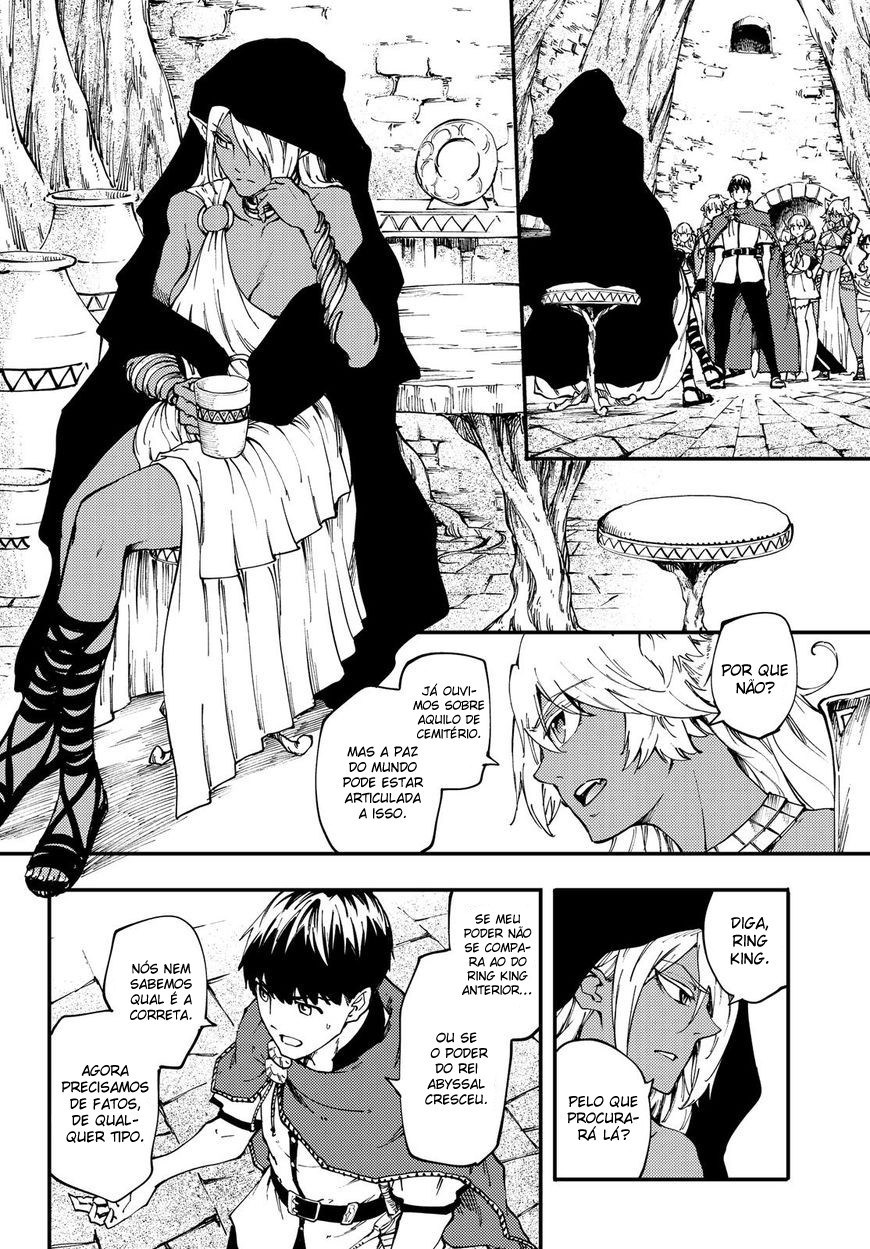 POR QUE
NÃO?
JÁ OUVI-
MOS SOBRE
AQUILO DE
CEMITÉRIO.
MAS A PAZ
DO MUNDO
PODE ESTAR
ARTICULADA
A ISSO.
DIGA,
RING
KING.
PELO QUE
PROCURA-
RÁ LÁ?
SE MEU
PODER NÃO
SE COMPA-
RA AO DO
RING KING
ANTERIOR...
OU SE
O PODER
DO REI
ABYSSAL
CRESCEU.
NÓS NEM
SABEMOS
QUAL É A
CORRETA.
AGORA
PRECISAMOS
DE FATOS,
DE QUAL-
QUER TIPO.